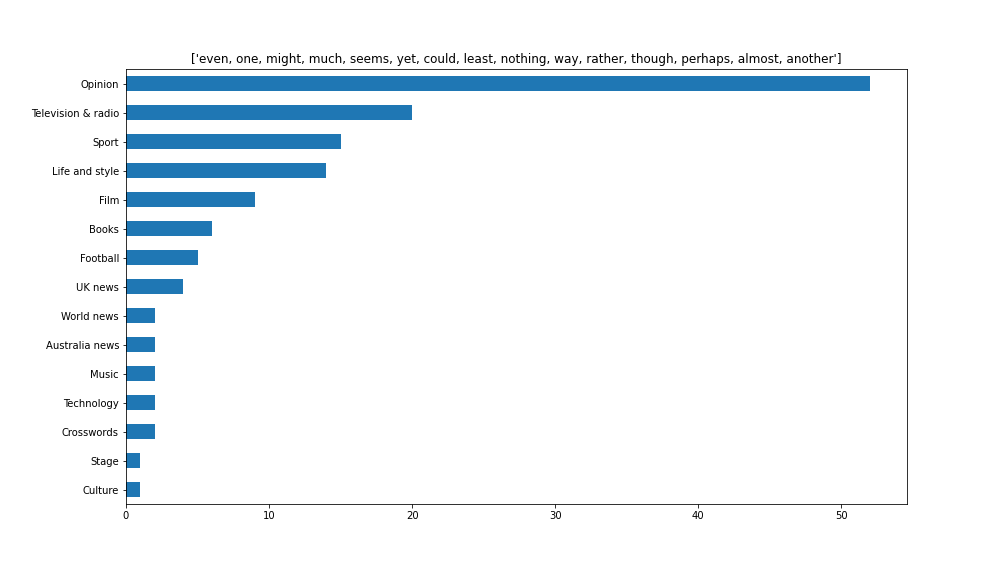 ['even, one, might, much, seems, yet, could, least, nothing, way, rather, though, perhaps, almost, another']
Opinion
Television & radio
Sport
Life and style
Film
Books
Football
UK news
World news
Australia news
Music
Technology
Crosswords
Stage
Culture
0 10 20 30 40 50